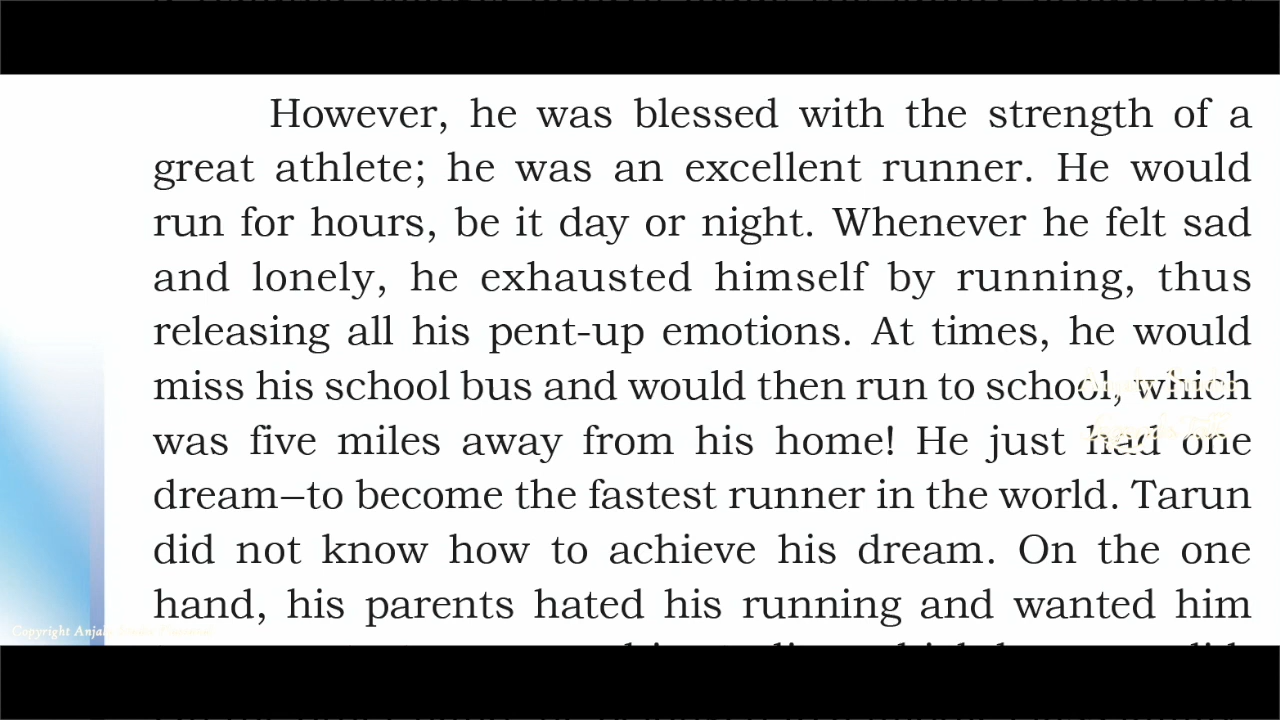 However, he was blessed with the strength of a
great athlete; he was an excellent runner. He would
run for hours, be it day or night. Whenever he felt sad
and lonely, he exhausted himself by running, thus
releasing all his pent-up emotions. At times, he would
miss his school bus and would then run to school, which
was five miles away from his home! He just had one
dream—to become the fastest runner in the world. Tarun
did not know how to achieve his dream. On the one
hand, his parents hated his running and wanted him
Copyright